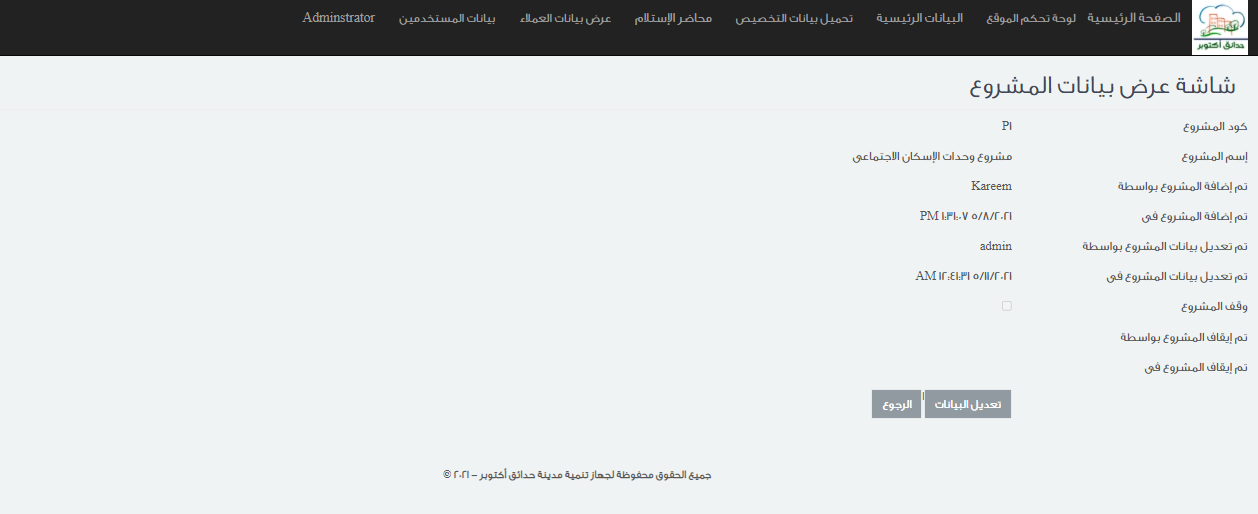 حدائق أكتوبر
الصفحة الرئيسية لوحة تحكم الموقع البيانات الرئيسية تحميل بيانات التخصيص محاضر الإستلام عرض بيانات العملاء بيانات المستخدمين Adminstrator
شاشة عرض بيانات المشروع
كود المشروع P١
إسم المشروع مشروع وحدات الإسكان الاجتماعى
تم إضافة المشروع بواسطة Kareem
تم إضافة المشروع فى ٥/٨/٢٠٢١ ١:٣١:٠٧ PM
تم تعديل بيانات المشروع بواسطة admin
تم تعديل بيانات المشروع فى ٥/١١/٢٠٢١ ١٢:٤١:٣١ AM
وقف المشروع
تم إيقاف المشروع بواسطة
تم إيقاف المشروع فى
تعديل البيانات | الرجوع
جميع الحقوق محفوظة لجهاز تنمية مدينة حدائق أكتوبر – ٢٠٢١ ©